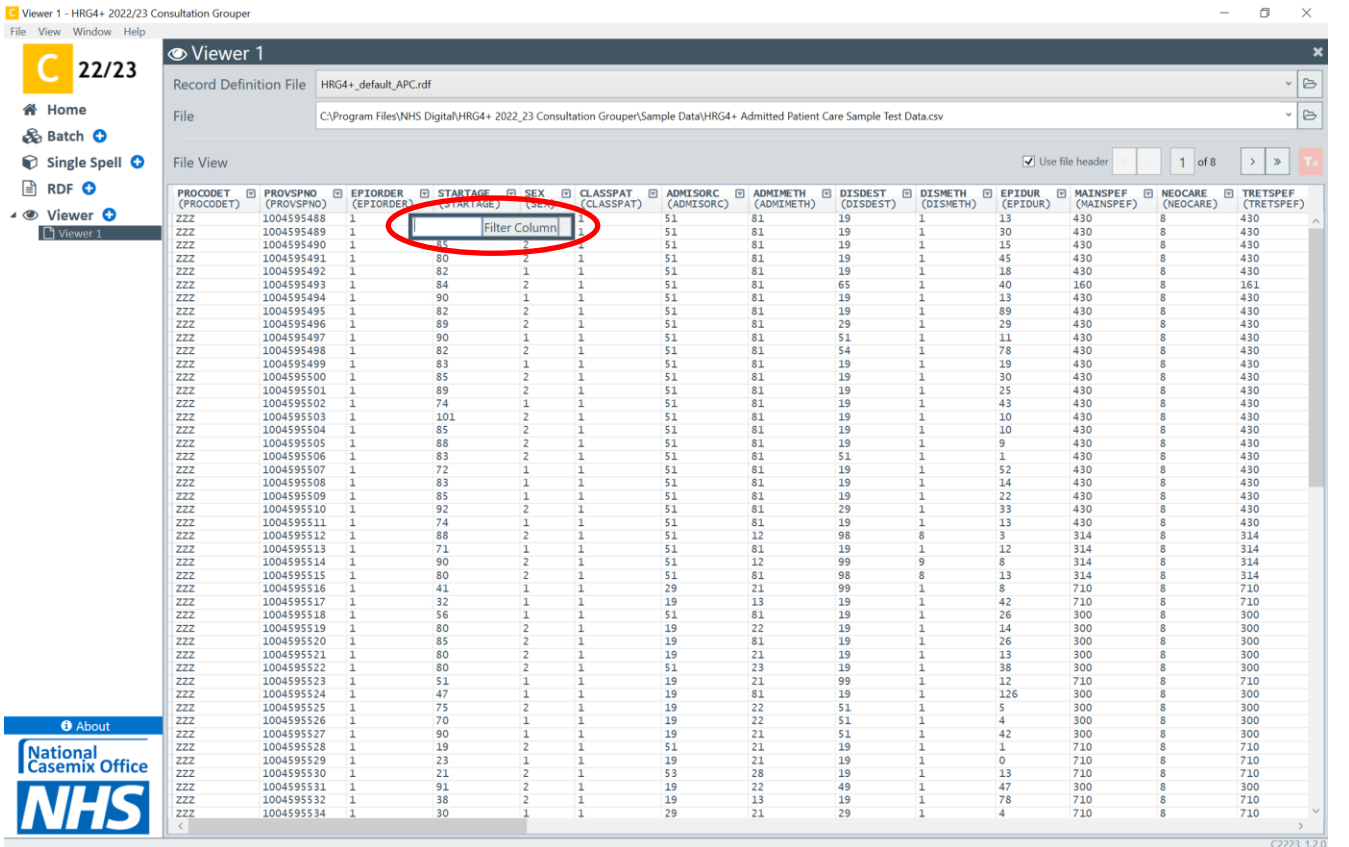 C Viewer 1 - HRG4+ 2022/23 Consultation Grouper
File View Window Help
C 22/23
Home
Batch
Single Spell
RDF
Viewer
Viewer 1
About
National
Casemix Office
NHS
Viewer 1
Record Definition File HRG4+_default_APC.rdf
File C:\Program Files\NHS Digital\HRG4+ 2022_23 Consultation Grouper\Sample Data\HRG4+ Admitted Patient Care Sample Test Data.csv
File View Use file header 1 of 8
PROCODET PROVSPNO EPIORDER STARTAGE SEX CLASSPAT ADMISORC ADMIMETH DISDEST DISMETH EPIDUR MAINSPEF NEOCARE TRETSPEF
(PROCODET) (PROVSPNO) (EPIORDER) (STARTAGE) (SEX) (CLASSPAT) (ADMISORC) (ADMIMETH) (DISDEST) (DISMETH) (EPIDUR) (MAINSPEF) (NEOCARE) (TRETSPEF)
ZZZ 1004595488 1 1 51 81 19 1 13 430 8 430
Filter Column
ZZZ 1004595489 1 1 51 81 19 1 30 430 8 430
ZZZ 1004595490 1 85 2 1 51 81 19 1 15 430 8 430
ZZZ 1004595491 1 80 2 1 51 81 19 1 45 430 8 430
ZZZ 1004595492 1 82 1 1 51 81 19 1 18 430 8 430
ZZZ 1004595493 1 84 2 1 51 81 65 1 40 160 8 161
ZZZ 1004595494 1 90 1 1 51 81 19 1 13 430 8 430
ZZZ 1004595495 1 82 2 1 51 81 19 1 89 430 8 430
ZZZ 1004595496 1 89 2 1 51 81 29 1 29 430 8 430
ZZZ 1004595497 1 90 1 1 51 81 51 1 11 430 8 430
ZZZ 1004595498 1 82 2 1 51 81 54 1 78 430 8 430
ZZZ 1004595499 1 83 1 1 51 81 19 1 19 430 8 430
ZZZ 1004595500 1 85 2 1 51 81 19 1 30 430 8 430
ZZZ 1004595501 1 89 2 1 51 81 19 1 25 430 8 430
ZZZ 1004595502 1 74 1 1 51 81 19 1 43 430 8 430
ZZZ 1004595503 1 101 2 1 51 81 19 1 10 430 8 430
ZZZ 1004595504 1 85 2 1 51 81 19 1 10 430 8 430
ZZZ 1004595505 1 88 2 1 51 81 19 1 9 430 8 430
ZZZ 1004595506 1 83 2 1 51 81 51 1 1 430 8 430
ZZZ 1004595507 1 72 1 1 51 81 19 1 52 430 8 430
ZZZ 1004595508 1 83 1 1 51 81 19 1 14 430 8 430
ZZZ 1004595509 1 85 1 1 51 81 19 1 22 430 8 430
ZZZ 1004595510 1 92 2 1 51 81 29 1 33 430 8 430
ZZZ 1004595511 1 74 1 1 51 81 19 1 13 430 8 430
ZZZ 1004595512 1 88 2 1 51 12 98 8 3 314 8 314
ZZZ 1004595513 1 71 1 1 51 81 19 1 12 314 8 314
ZZZ 1004595514 1 90 2 1 51 12 99 9 8 314 8 314
ZZZ 1004595515 1 80 2 1 51 81 98 8 13 314 8 314
ZZZ 1004595516 1 41 1 1 29 21 99 1 8 710 8 710
ZZZ 1004595517 1 32 1 1 19 13 19 1 42 710 8 710
ZZZ 1004595518 1 56 1 1 51 81 19 1 26 300 8 300
ZZZ 1004595519 1 80 2 1 19 22 19 1 14 300 8 300
ZZZ 1004595520 1 85 2 1 19 81 19 1 26 300 8 300
ZZZ 1004595521 1 80 2 1 19 21 19 1 13 300 8 300
ZZZ 1004595522 1 80 2 1 51 23 19 1 38 300 8 300
ZZZ 1004595523 1 51 1 1 19 21 99 1 12 710 8 710
ZZZ 1004595524 1 47 1 1 19 81 19 1 126 300 8 300
ZZZ 1004595525 1 75 2 1 19 22 51 1 5 300 8 300
ZZZ 1004595526 1 70 1 1 19 22 51 1 4 300 8 300
ZZZ 1004595527 1 90 1 1 19 21 51 1 42 300 8 300
ZZZ 1004595528 1 19 2 1 51 21 19 1 1 710 8 710
ZZZ 1004595529 1 23 1 1 19 21 19 1 0 710 8 710
ZZZ 1004595530 1 21 2 1 53 28 19 1 13 710 8 710
ZZZ 1004595531 1 91 2 1 19 22 49 1 47 300 8 300
ZZZ 1004595532 1 38 2 1 19 13 19 1 78 710 8 710
ZZZ 1004595534 1 30 1 1 29 21 29 1 4 710 8 710
C2223 1.2.0